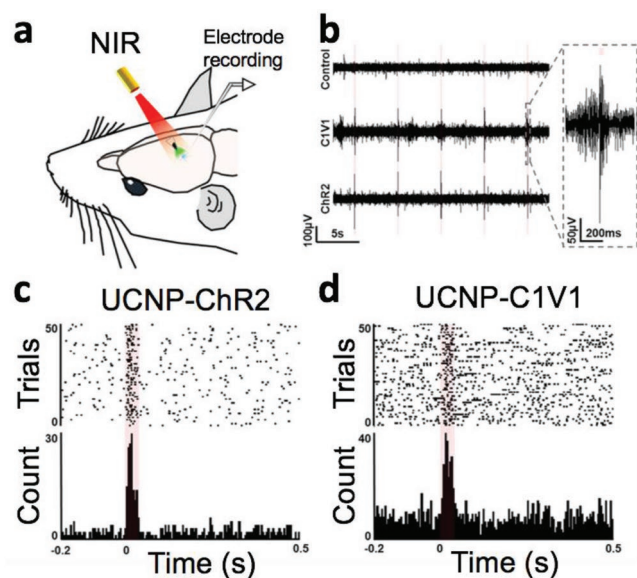 a
NIR
Electrode
recording
b
Control
C1V1
ChR2
100μV
5s
50μV
200ms
c
UCNP-ChR2
50
Trials
0
30
Count
0
-0.2
0
0.5
Time (s)
d
UCNP-C1V1
50
Trials
0
40
Count
0
-0.2
0
0.5
Time (s)